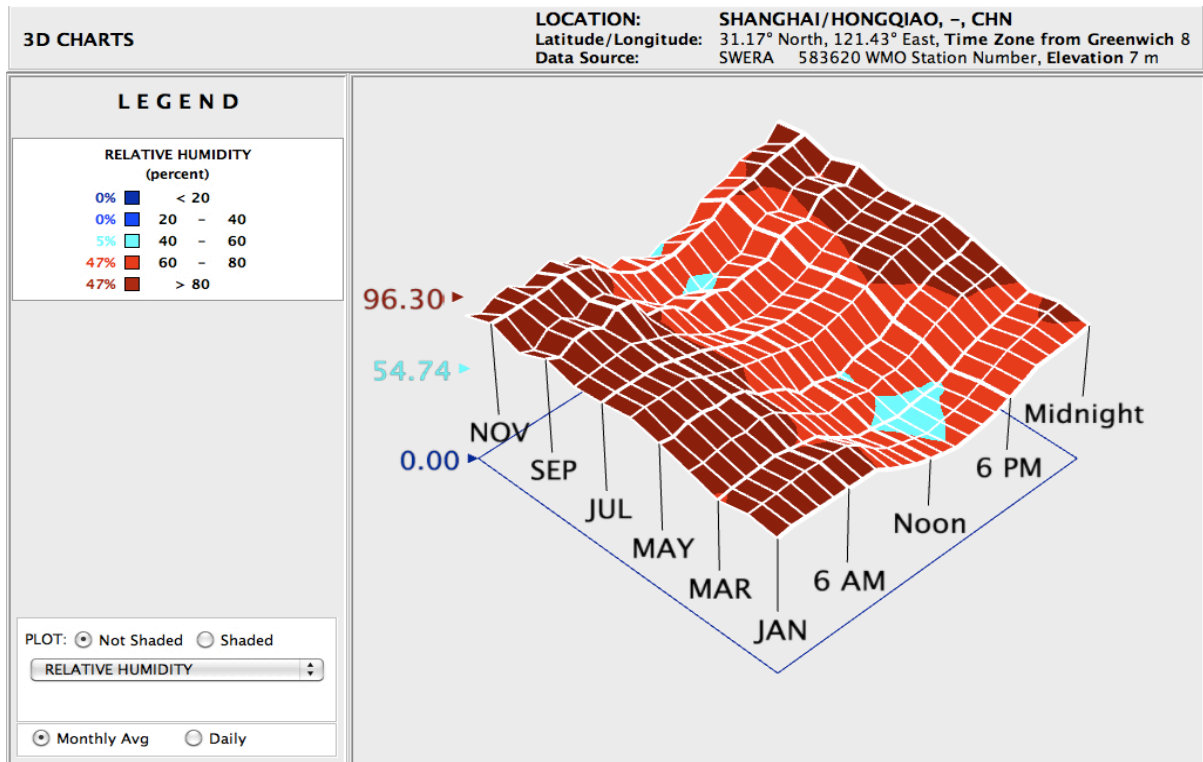 3D CHARTS
LOCATION: SHANGHAI/HONGQIAO, -, CHN
Latitude/Longitude: 31.17° North, 121.43° East, Time Zone from Greenwich 8
Data Source: SWERA 583620 WMO Station Number, Elevation 7 m
LEGEND
RELATIVE HUMIDITY
(percent)
0% < 20
0% 20 - 40
5% 40 - 60
47% 60 - 80
47% > 80
PLOT: Not Shaded Shaded
RELATIVE HUMIDITY
Monthly Avg Daily
96.30
54.74
0.00
NOV
SEP
JUL
MAY
MAR
JAN
6 AM
Noon
6 PM
Midnight